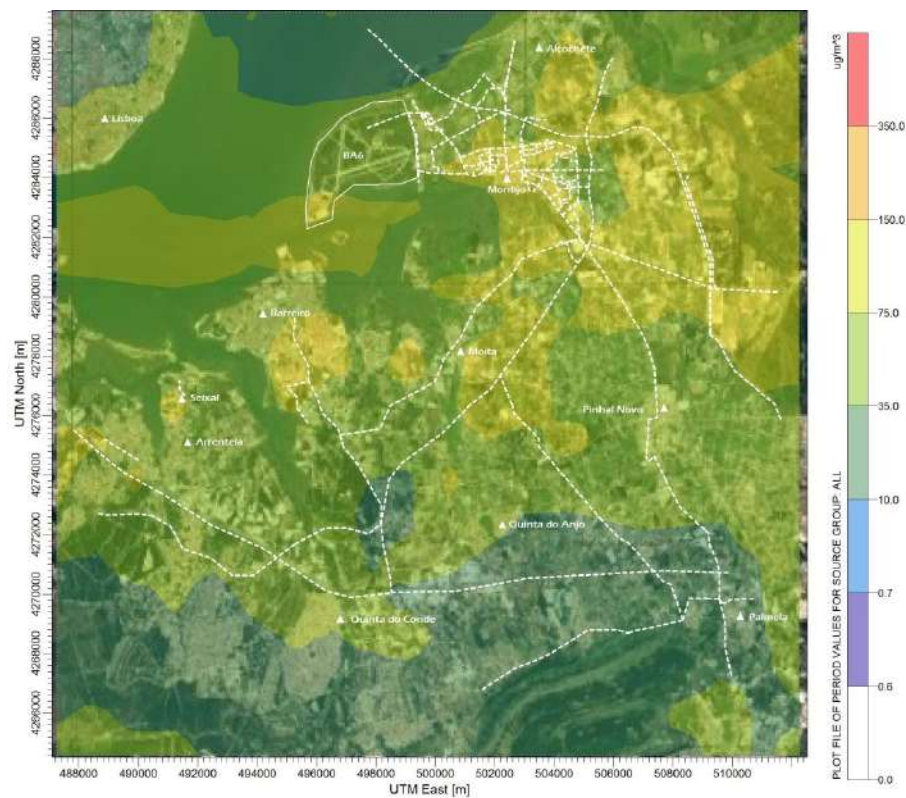 Alcochete
Lisboa
BA6
Montijo
Barreiro
Moita
Seixal
Pinhal Novo
Arrentela
Quinta do Anjo
Quinta do Conde
Palmela
UTM North [m]
4288000
4286000
4284000
4282000
4280000
4278000
4276000
4274000
4272000
4270000
4268000
4266000
488000 490000 492000 494000 496000 498000 500000 502000 504000 506000 508000 510000
UTM East [m]
PLOT FILE OF PERIOD VALUES FOR SOURCE GROUP: ALL
ug/m^3
350.0
150.0
75.0
35.0
10.0
0.7
0.6
0.0